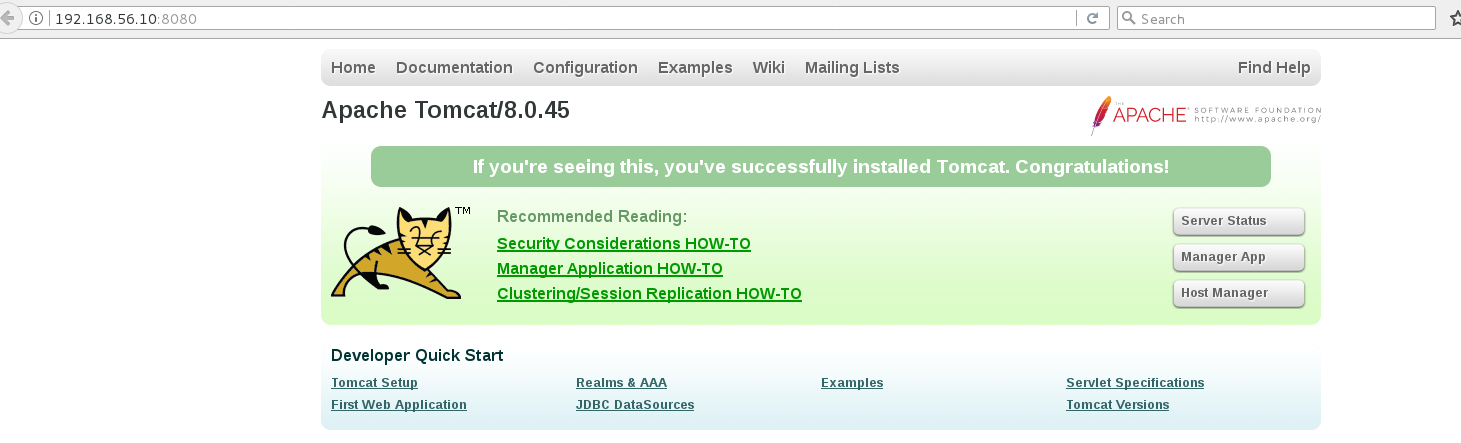 192.168.56.10:8080
Search
Home Documentation Configuration Examples Wiki Mailing Lists Find Help
Apache Tomcat/8.0.45
THE
APACHE SOFTWARE FOUNDATION
http://www.apache.org/
If you're seeing this, you've successfully installed Tomcat. Congratulations!
TM
Recommended Reading:
Security Considerations HOW-TO
Manager Application HOW-TO
Clustering/Session Replication HOW-TO
Server Status
Manager App
Host Manager
Developer Quick Start
Tomcat Setup
First Web Application
Realms & AAA
JDBC DataSources
Examples
Servlet Specifications
Tomcat Versions